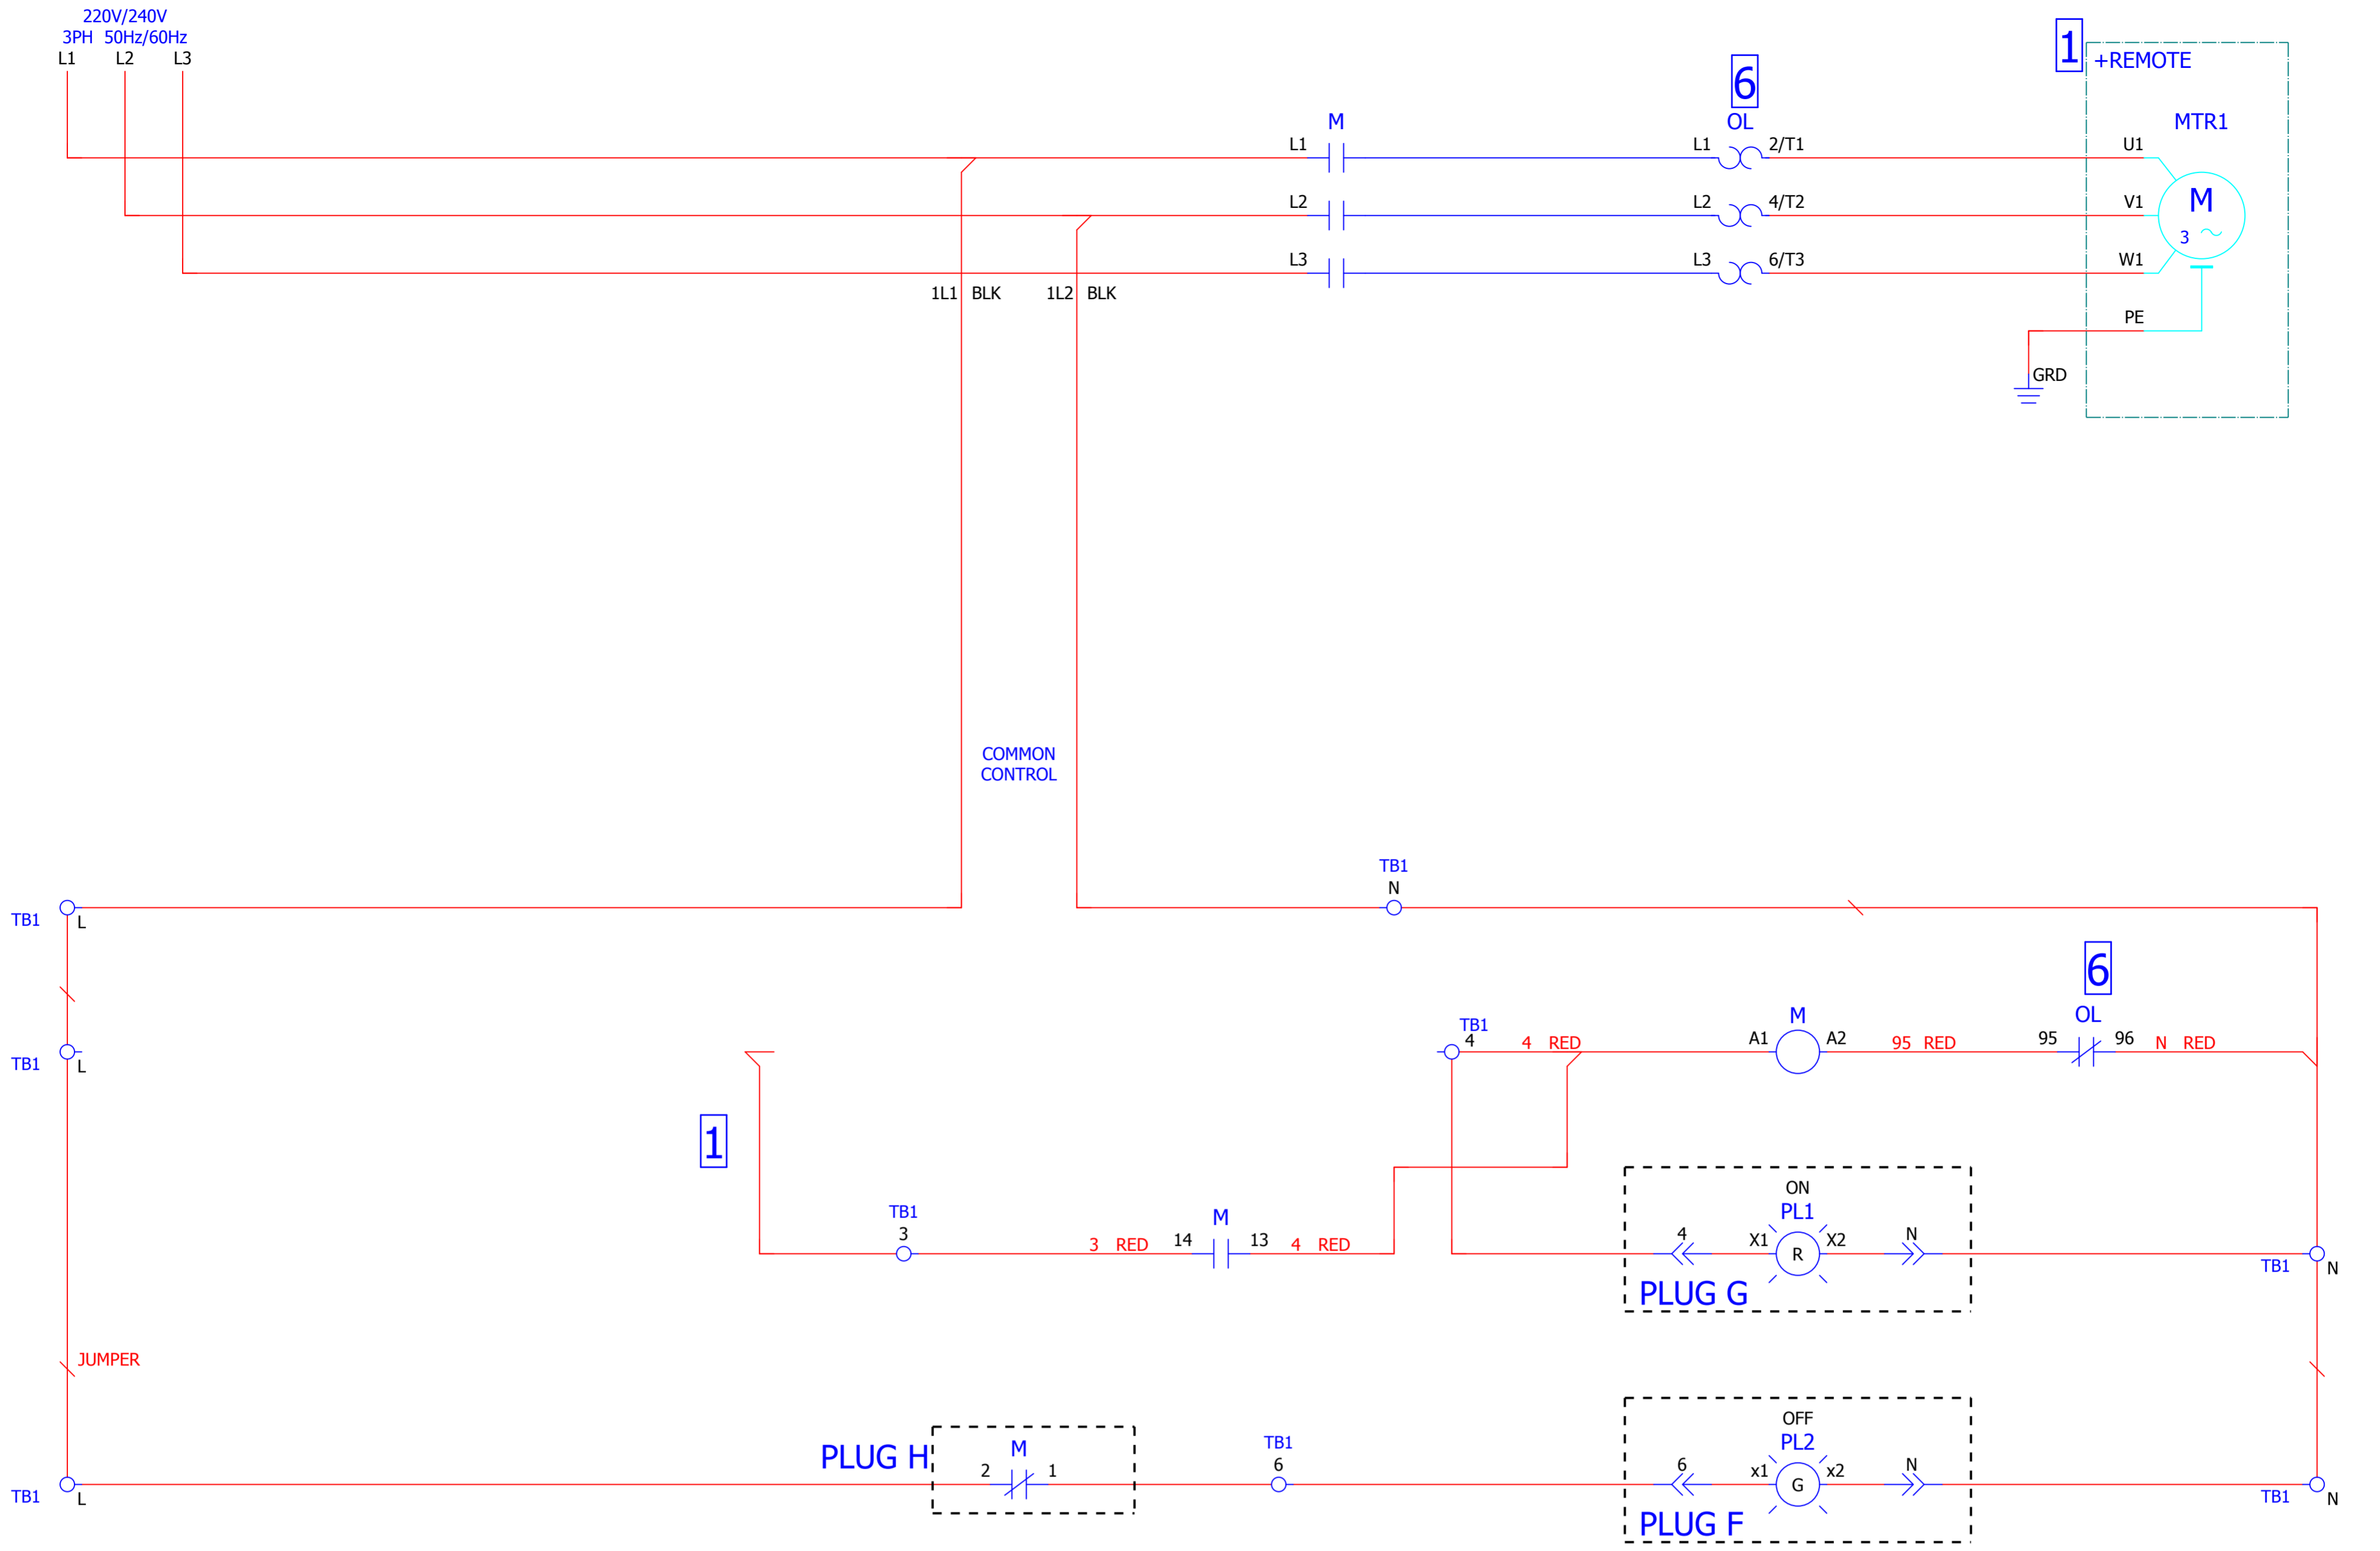 220V/240V
3PH 50Hz/60Hz
L1 L2 L3
1
+REMOTE
6
M
OL
MTR1
L1
L1 2/T1
U1
L2
L2 4/T2
V1
M
3
L3
L3 6/T3
W1
1L1 BLK
1L2 BLK
PE
GRD
COMMON
CONTROL
TB1
N
TB1 L
6
OL
TB1
4
4 RED
M
A1 A2
95 RED
95 96
N RED
TB1 L
1
ON
PL1
TB1
3
3 RED
M
14 13
4 RED
4
X1 R X2
N
PLUG G
TB1 N
JUMPER
OFF
PL2
PLUG H
M
2 1
TB1
6
6
x1 G x2
N
PLUG F
TB1 L
TB1 N